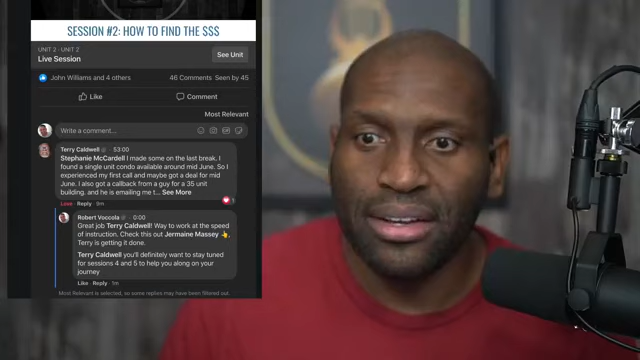 SESSION #2: HOW TO FIND THE $$$
UNIT 2 · UNIT 2
Live Session
See Unit
John Williams and 4 others
46 Comments Seen by 45
Like
Comment
Most Relevant
Write a comment...
Terry Caldwell · 53:00
Stephanie McCardell I made some on the last break. I
found a single unit condo available around mid June. So I
experienced my first call and maybe got a deal for mid
June. I also got a callback from a guy for a 35 unit
building, and he is emailing me t... See More
Love · Reply · 9m
1
Robert Voccola · 0:00
Great job Terry Caldwell! Way to work at the speed
of instruction. Check this out Jermaine Massey
Terry is getting it done.
Terry Caldwell you'll definitely want to stay tuned
for sessions 4 and 5 to help you along on your
journey
Like · Reply · 1m
Most Relevant is selected, so some replies may have been filtered out.